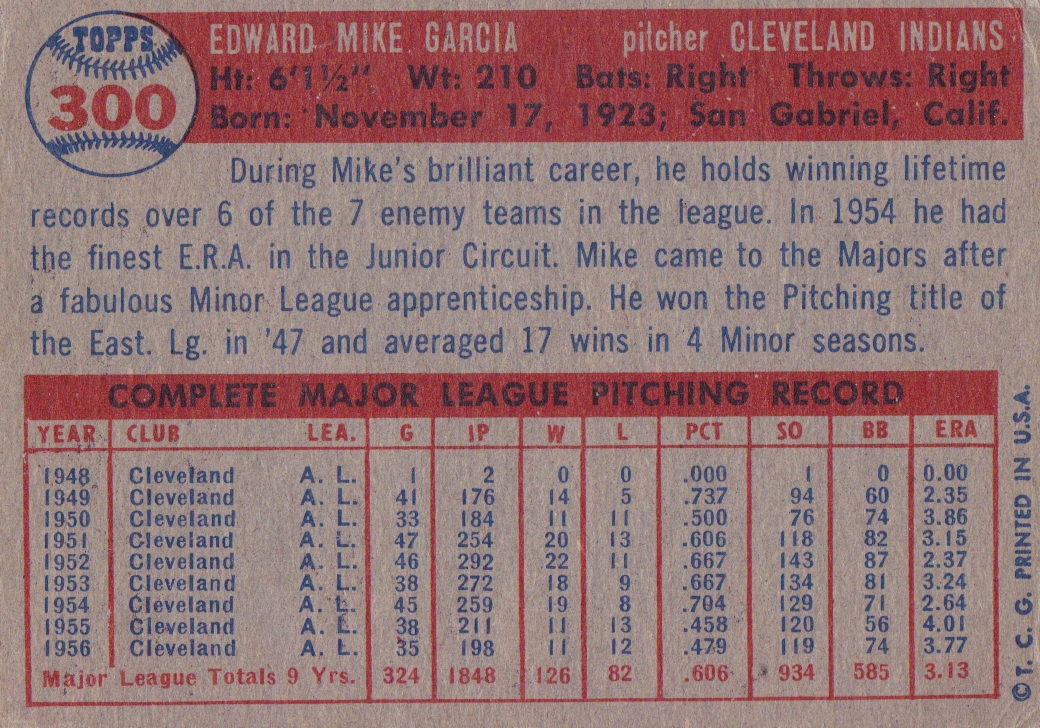 TOPPS
300
EDWARD MIKE GARCIA pitcher CLEVELAND INDIANS
Ht: 6'1½" Wt: 210 Bats: Right Throws: Right
Born: November 17, 1923; San Gabriel, Calif.
During Mike's brilliant career, he holds winning lifetime
records over 6 of the 7 enemy teams in the league. In 1954 he had
the finest E.R.A. in the Junior Circuit. Mike came to the Majors after
a fabulous Minor League apprenticeship. He won the Pitching title of
the East. Lg. in '47 and averaged 17 wins in 4 Minor seasons.
COMPLETE MAJOR LEAGUE PITCHING RECORD
YEAR CLUB LEA. G IP W L PCT SO BB ERA
1948 Cleveland A. L. 1 2 0 0 .000 1 0 0.00
1949 Cleveland A. L. 41 176 14 5 .737 94 60 2.35
1950 Cleveland A. L. 33 184 11 11 .500 76 74 3.86
1951 Cleveland A. L. 47 254 20 13 .606 118 82 3.15
1952 Cleveland A. L. 46 292 22 11 .667 143 87 2.37
1953 Cleveland A. L. 38 272 18 9 .667 134 81 3.24
1954 Cleveland A. L. 45 259 19 8 .704 129 71 2.64
1955 Cleveland A. L. 38 211 11 13 .458 120 56 4.01
1956 Cleveland A. L. 35 198 11 12 .479 119 74 3.77
Major League Totals 9 Yrs. 324 1848 126 82 .606 934 585 3.13
© T. C. G. PRINTED IN U.S.A.